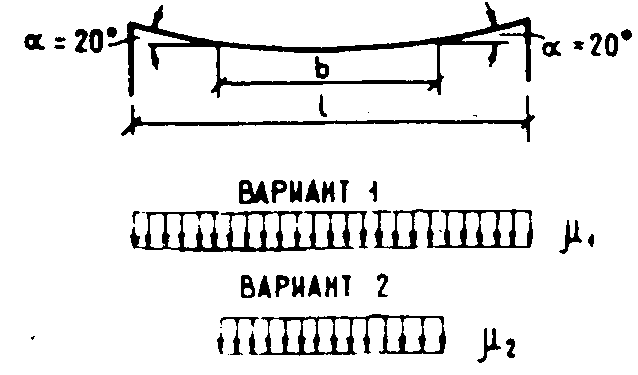 α = 20°
α = 20°
b
l
ВАРИАНТ 1
μ₁
ВАРИАНТ 2
μ₂